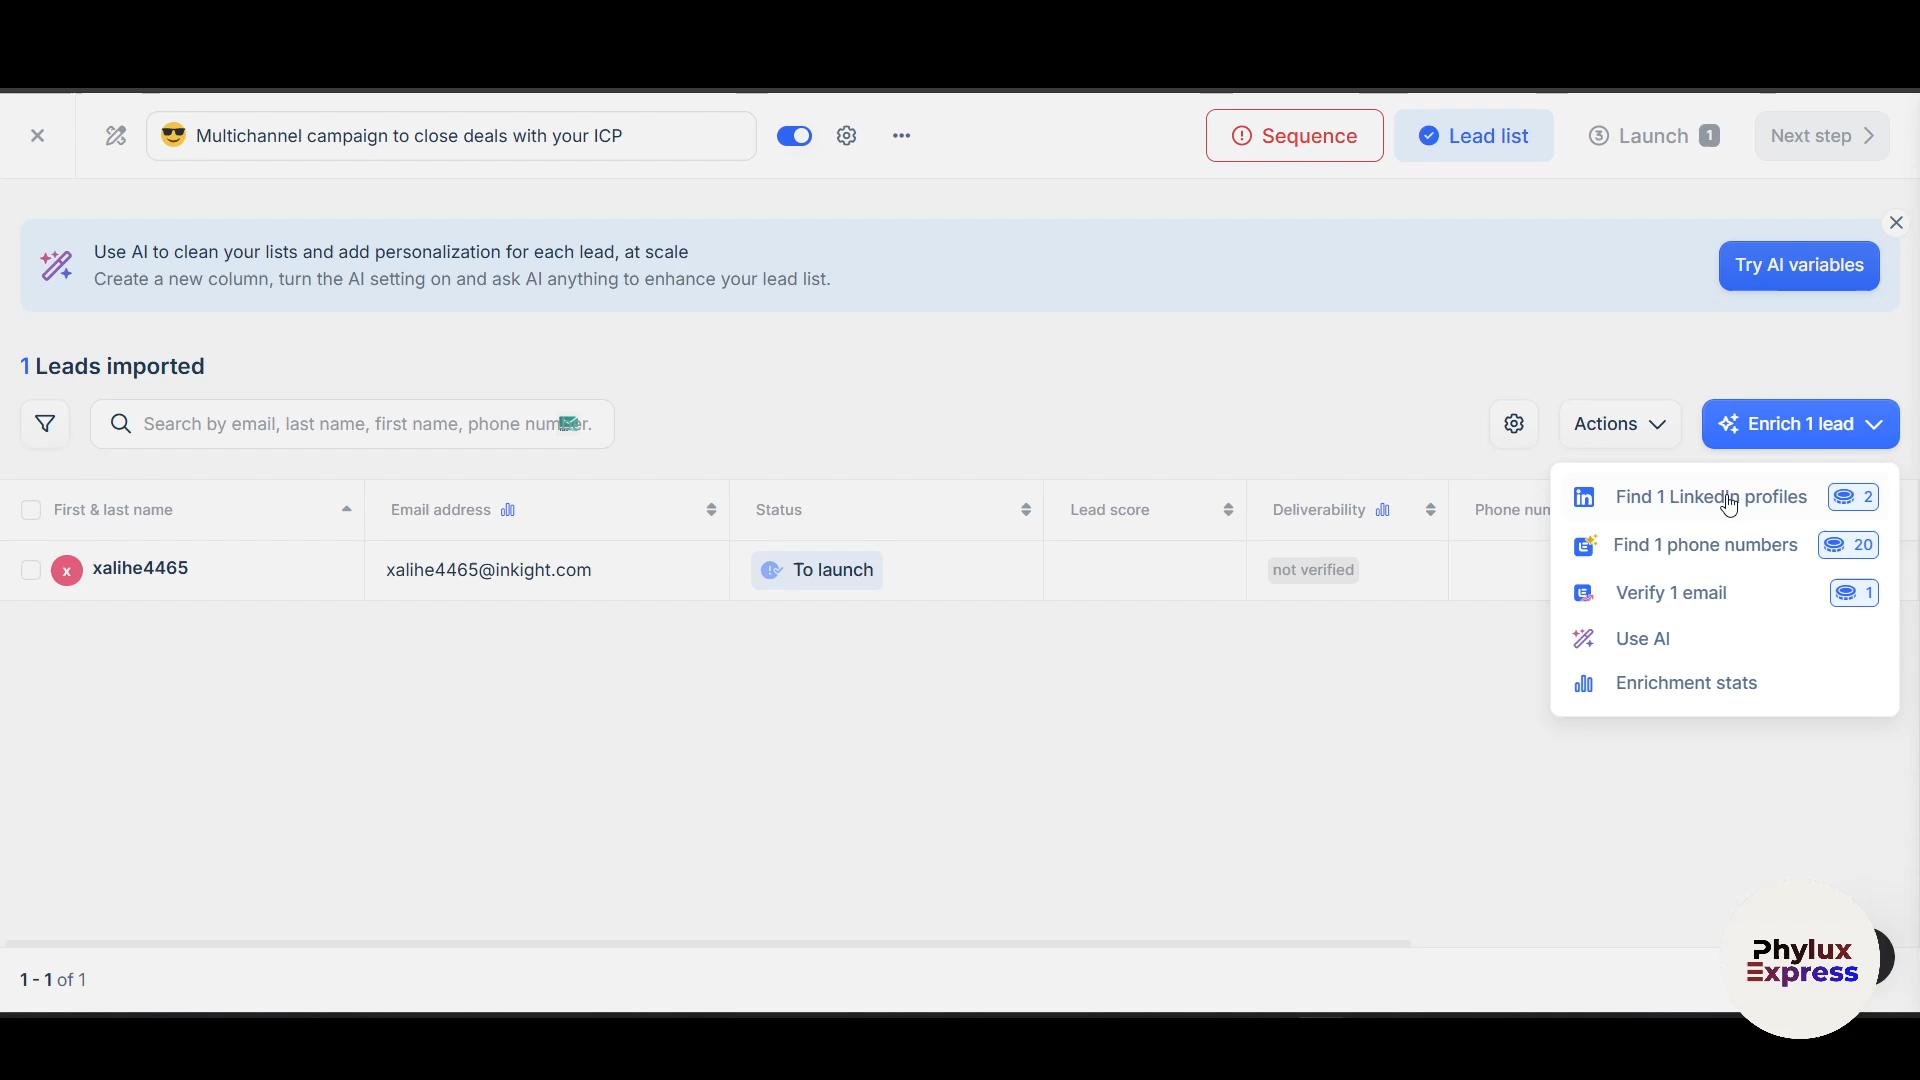 Multichannel campaign to close deals with your ICP
Sequence
Lead list
3 Launch 1
Next step
Use AI to clean your lists and add personalization for each lead, at scale
Create a new column, turn the AI setting on and ask AI anything to enhance your lead list.
Try AI variables
1 Leads imported
Search by email, last name, first name, phone number.
Actions
Enrich 1 lead
First & last name
Email address
Status
Lead score
Deliverability
Phone num
x xalihe4465
xalihe4465@inkight.com
To launch
not verified
in Find 1 LinkedIn profiles 2
Find 1 phone numbers 20
Verify 1 email 1
Use AI
Enrichment stats
1 - 1 of 1
Phylux
Express